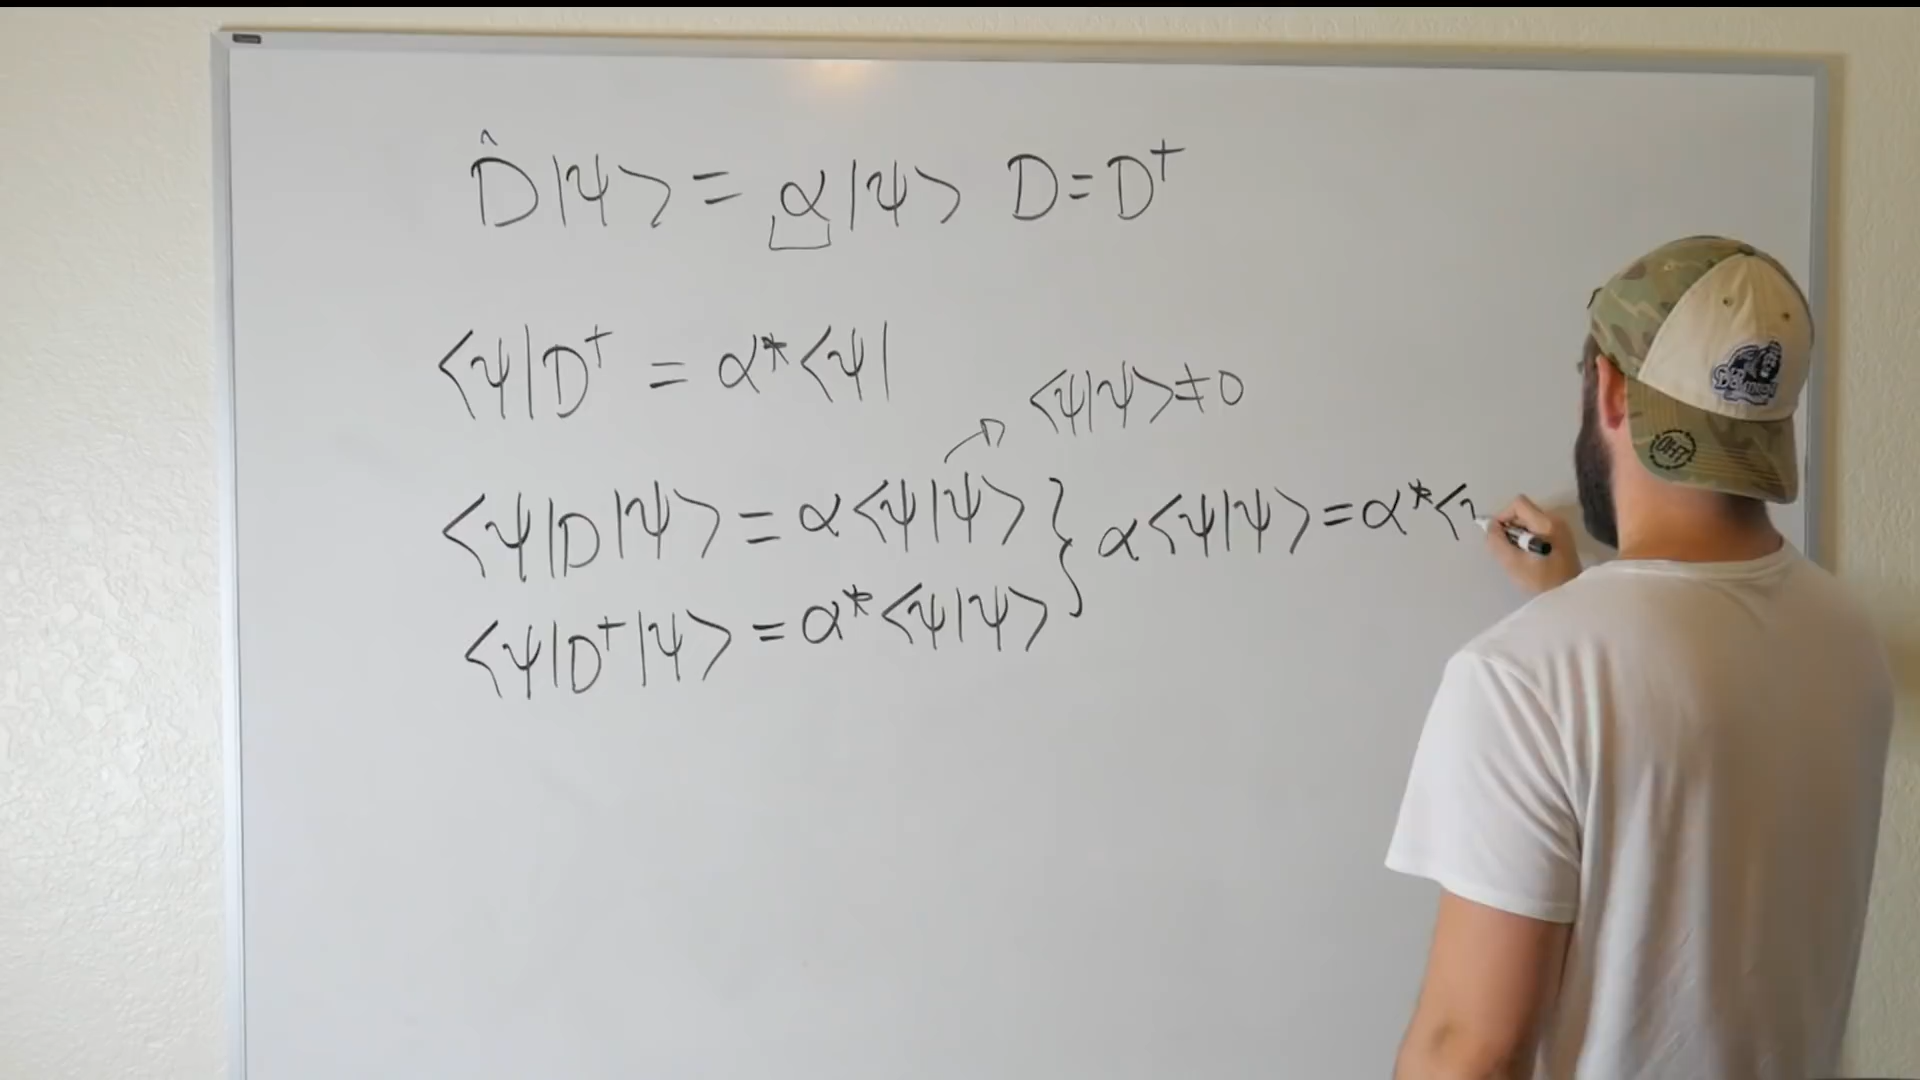 D̂|ψ> = α|ψ> D=D†
<ψ|D† = α*<ψ|
<ψ|ψ>≠0
<ψ|D|ψ> = α<ψ|ψ> } α<ψ|ψ>=α*<
<ψ|D†|ψ> = α*<ψ|ψ>